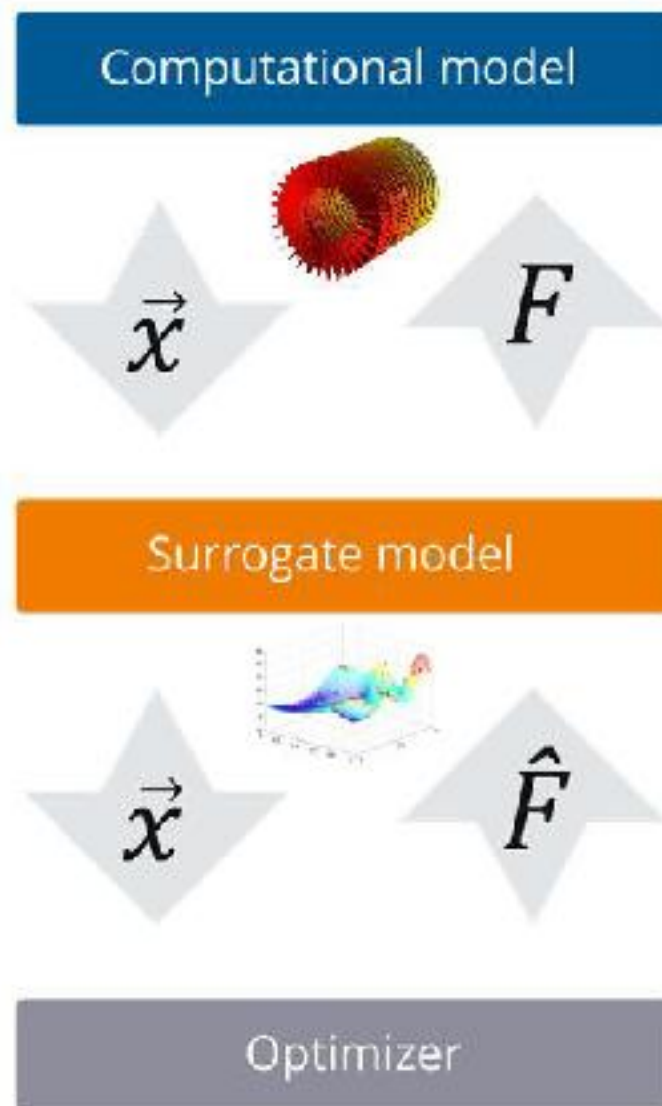 Computational model
x⃗ F
Surrogate model
x⃗ F̂
Optimizer